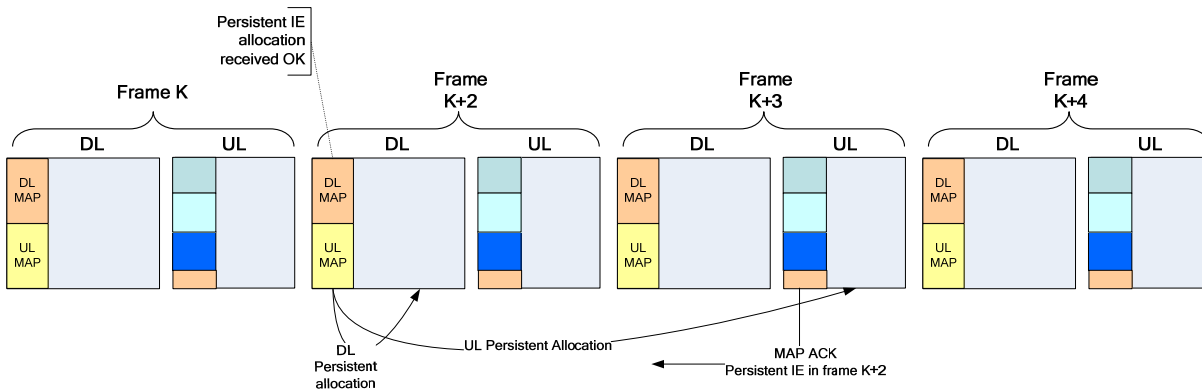 Persistent IE
allocation
received OK
Frame K
Frame
K+2
Frame
K+3
Frame
K+4
DL
UL
DL
UL
DL
UL
DL
UL
DL
MAP
DL
MAP
DL
MAP
DL
MAP
UL
MAP
UL
MAP
UL
MAP
UL
MAP
DL
Persistent
allocation
UL Persistent Allocation
MAP ACK
Persistent IE in frame K+2